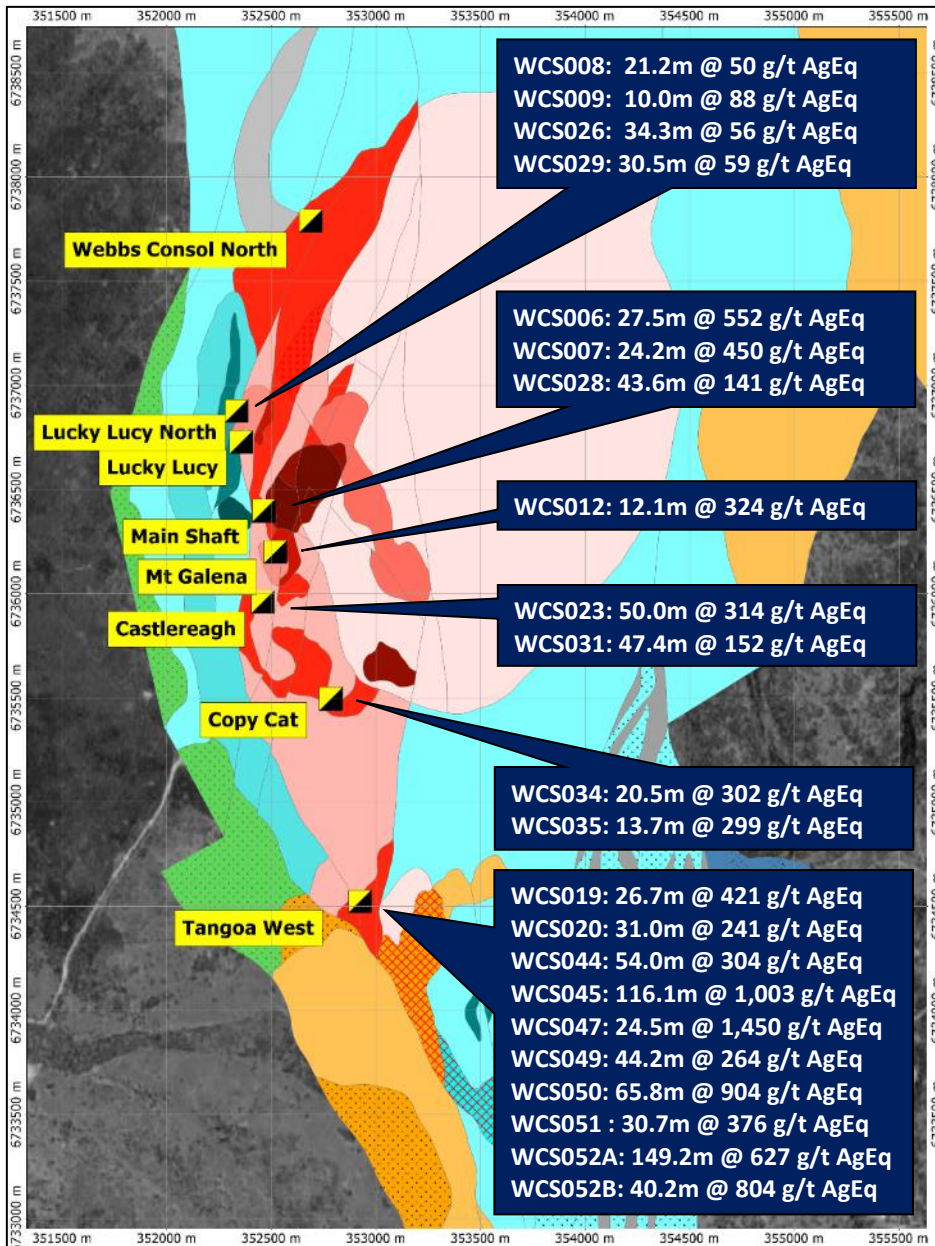 351500 m 352000 m 352500 m 353000 m 353500 m 354000 m 354500 m 355000 m 355500 m
6738500 m
6738000 m
6737500 m
6737000 m
6736500 m
6736000 m
6735500 m
6735000 m
6734500 m
6734000 m
6733500 m
6733000 m
WCS008: 21.2m @ 50 g/t AgEq
WCS009: 10.0m @ 88 g/t AgEq
WCS026: 34.3m @ 56 g/t AgEq
WCS029: 30.5m @ 59 g/t AgEq
Webbs Consol North
WCS006: 27.5m @ 552 g/t AgEq
WCS007: 24.2m @ 450 g/t AgEq
WCS028: 43.6m @ 141 g/t AgEq
Lucky Lucy North
Lucky Lucy
WCS012: 12.1m @ 324 g/t AgEq
Main Shaft
Mt Galena
WCS023: 50.0m @ 314 g/t AgEq
WCS031: 47.4m @ 152 g/t AgEq
Castlereagh
Copy Cat
WCS034: 20.5m @ 302 g/t AgEq
WCS035: 13.7m @ 299 g/t AgEq
Tangoa West
WCS019: 26.7m @ 421 g/t AgEq
WCS020: 31.0m @ 241 g/t AgEq
WCS044: 54.0m @ 304 g/t AgEq
WCS045: 116.1m @ 1,003 g/t AgEq
WCS047: 24.5m @ 1,450 g/t AgEq
WCS049: 44.2m @ 264 g/t AgEq
WCS050: 65.8m @ 904 g/t AgEq
WCS051 : 30.7m @ 376 g/t AgEq
WCS052A: 149.2m @ 627 g/t AgEq
WCS052B: 40.2m @ 804 g/t AgEq
351500 m 352000 m 352500 m 353000 m 353500 m 354000 m 354500 m 355000 m 355500 m